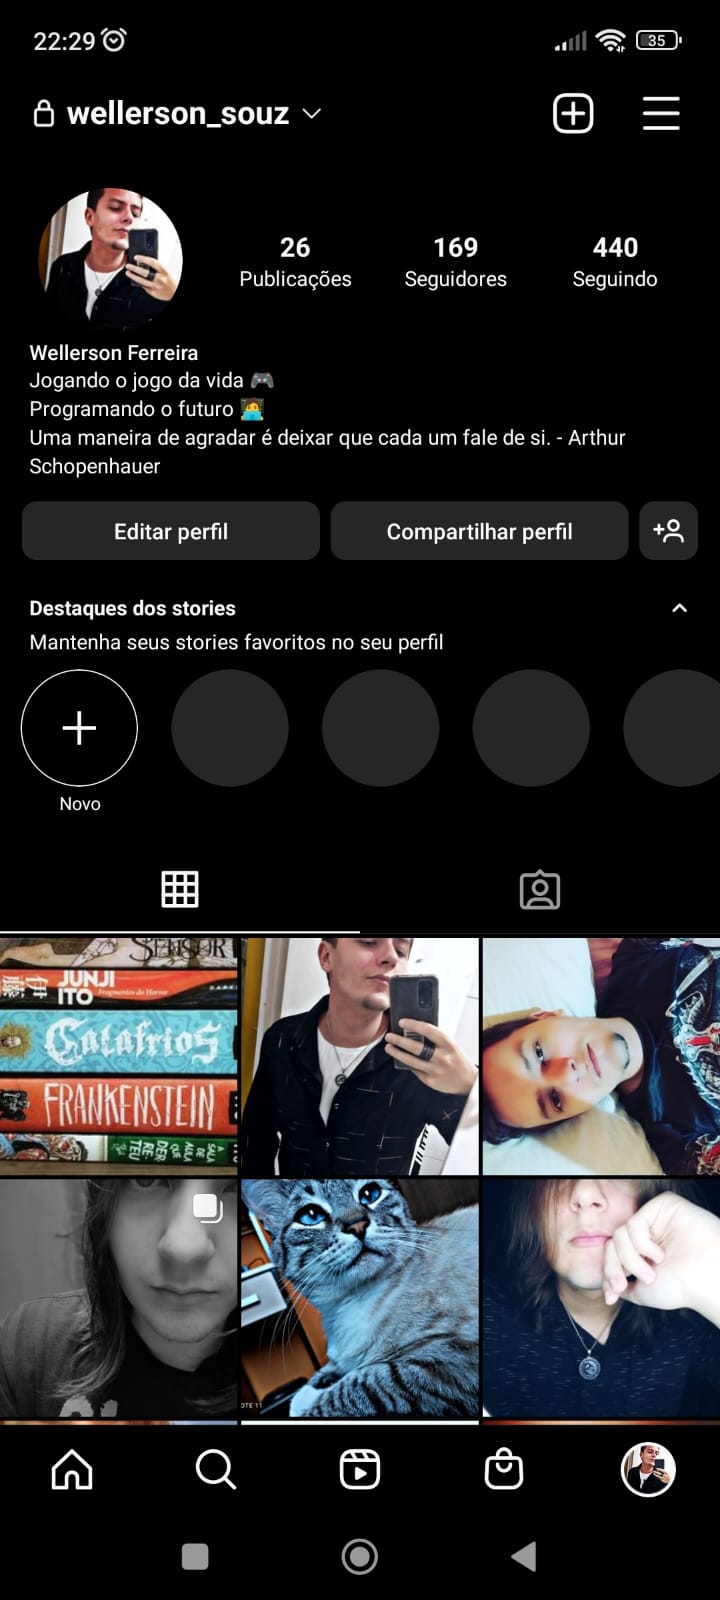 22:29
35
wellerson_souz
26
169
440
Publicações
Seguidores
Seguindo
Wellerson Ferreira
Jogando o jogo da vida 🎮
Programando o futuro 🧑‍💻
Uma maneira de agradar é deixar que cada um fale de si. - Arthur
Schopenhauer
Editar perfil
Compartilhar perfil
Destaques dos stories
Mantenha seus stories favoritos no seu perfil
Novo
SENSOR
JUNJI
ITO
Fragmentos do Horror
Calafrios
FRANKENSTEIN